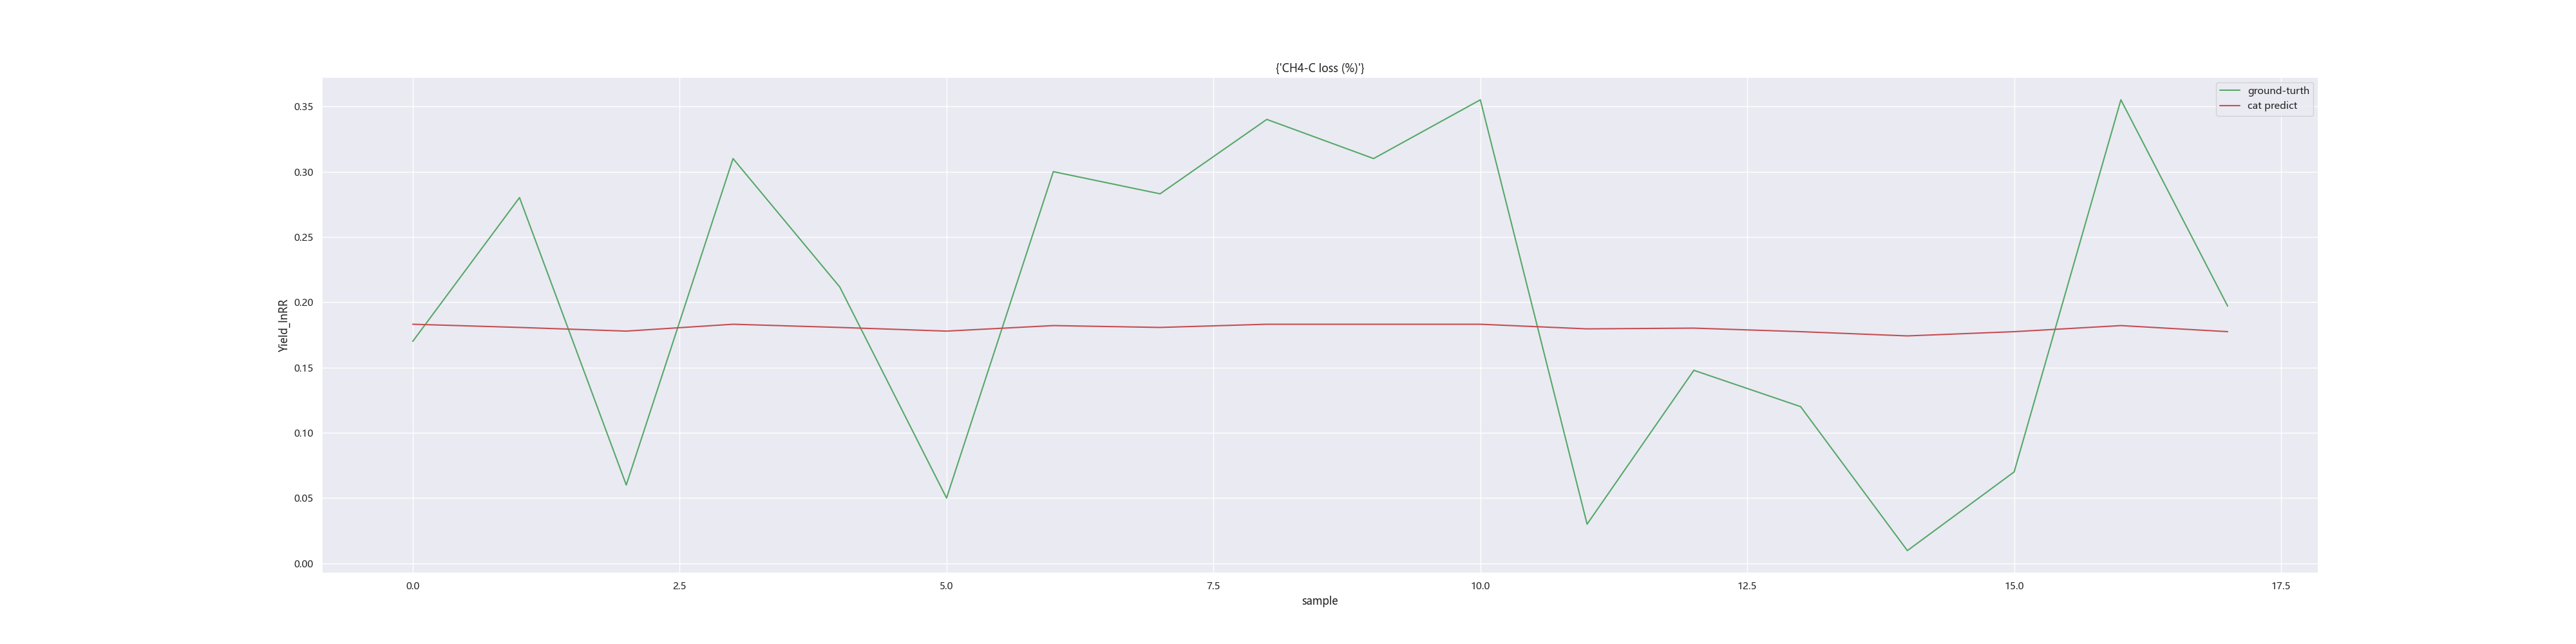 {'CH4-C loss (%)'}
ground-turth
cat predict
0.35
0.30
0.25
0.20
0.15
0.10
0.05
0.00
Yield_lnRR
0.0 2.5 5.0 7.5 10.0 12.5 15.0 17.5
sample